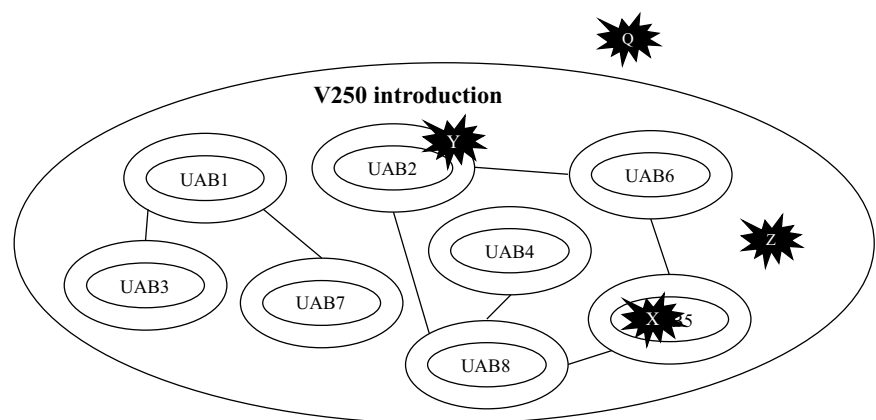 Q
V250 introduction
Y
UAB1
UAB2
UAB6
UAB4
Z
UAB3
UAB7
X
UAB8